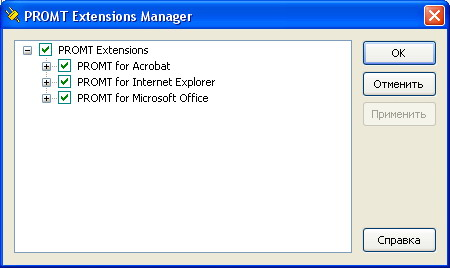 PROMT Extensions Manager
PROMT Extensions
PROMT for Acrobat
PROMT for Internet Explorer
PROMT for Microsoft Office
OK
Отменить
Применить
Справка